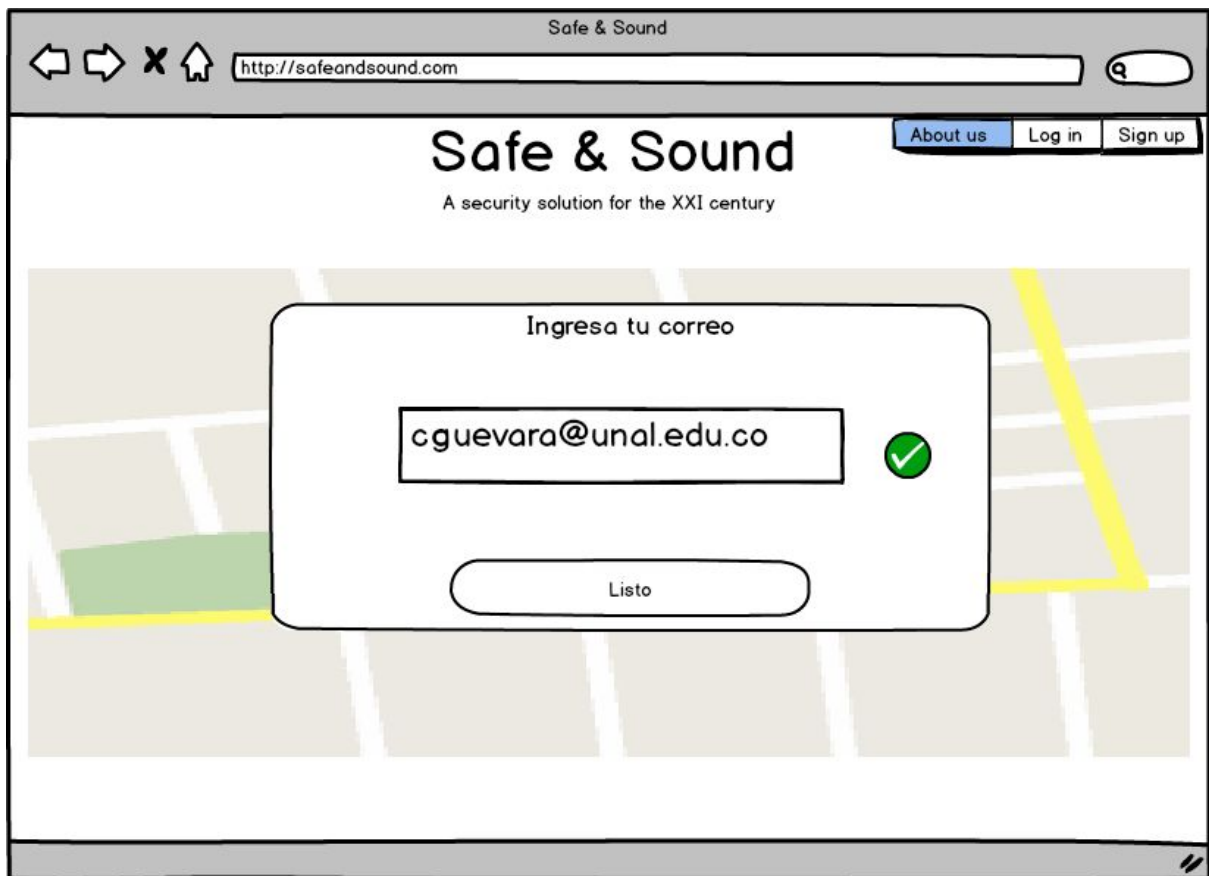 Safe & Sound
http://safeandsound.com
About us Log in Sign up
Safe & Sound
A security solution for the XXI century
Ingresa tu correo
cguevara@unal.edu.co
Listo